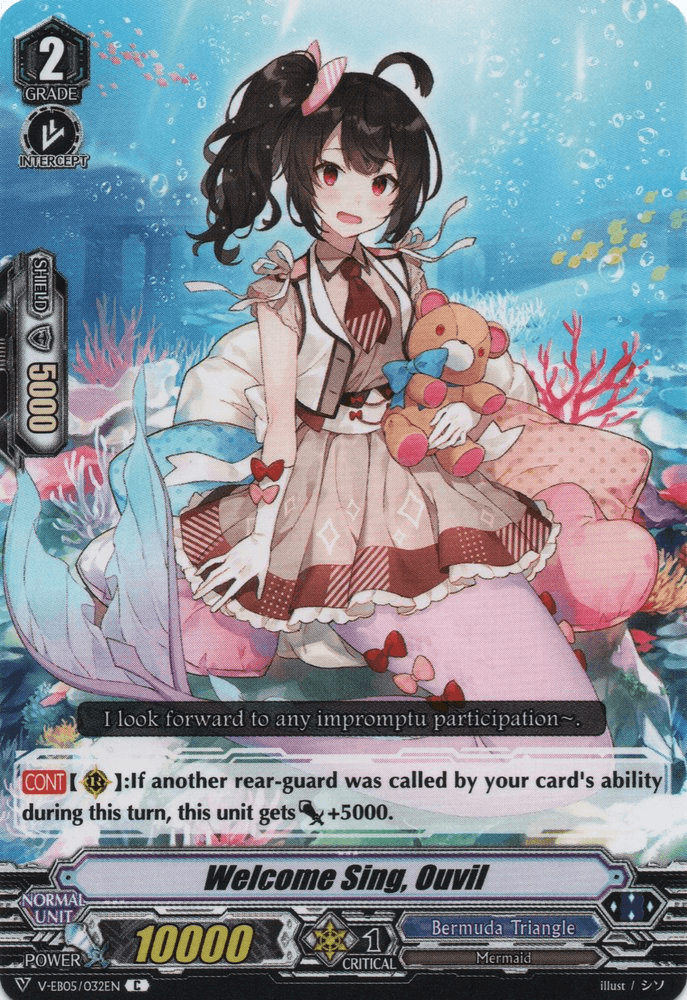 2
GRADE
INTERCEPT
SHIELD
5000
I look forward to any impromptu participation~.
CONT【R】:If another rear-guard was called by your card's ability
during this turn, this unit gets +5000.
Welcome Sing, Ouvil
NORMAL
UNIT
POWER
10000
1
CRITICAL
Bermuda Triangle
Mermaid
V-EB05/032EN C
illust / シソ